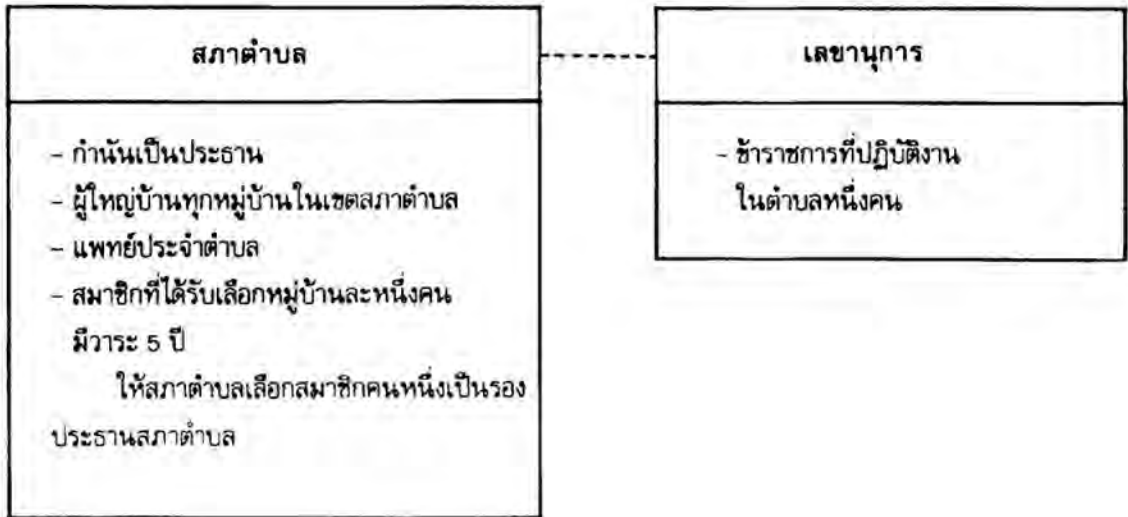 สภาตำบล
- กำนันเป็นประธาน
- ผู้ใหญ่บ้านทุกหมู่บ้านในเขตสภาตำบล
- แพทย์ประจำตำบล
- สมาชิกที่ได้รับเลือกหมู่บ้านละหนึ่งคน
มีวาระ 5 ปี
ให้สภาตำบลเลือกสมาชิกคนหนึ่งเป็นรอง
ประธานสภาตำบล
เลขานุการ
- ข้าราชการที่ปฏิบัติงาน
ในตำบลหนึ่งคน